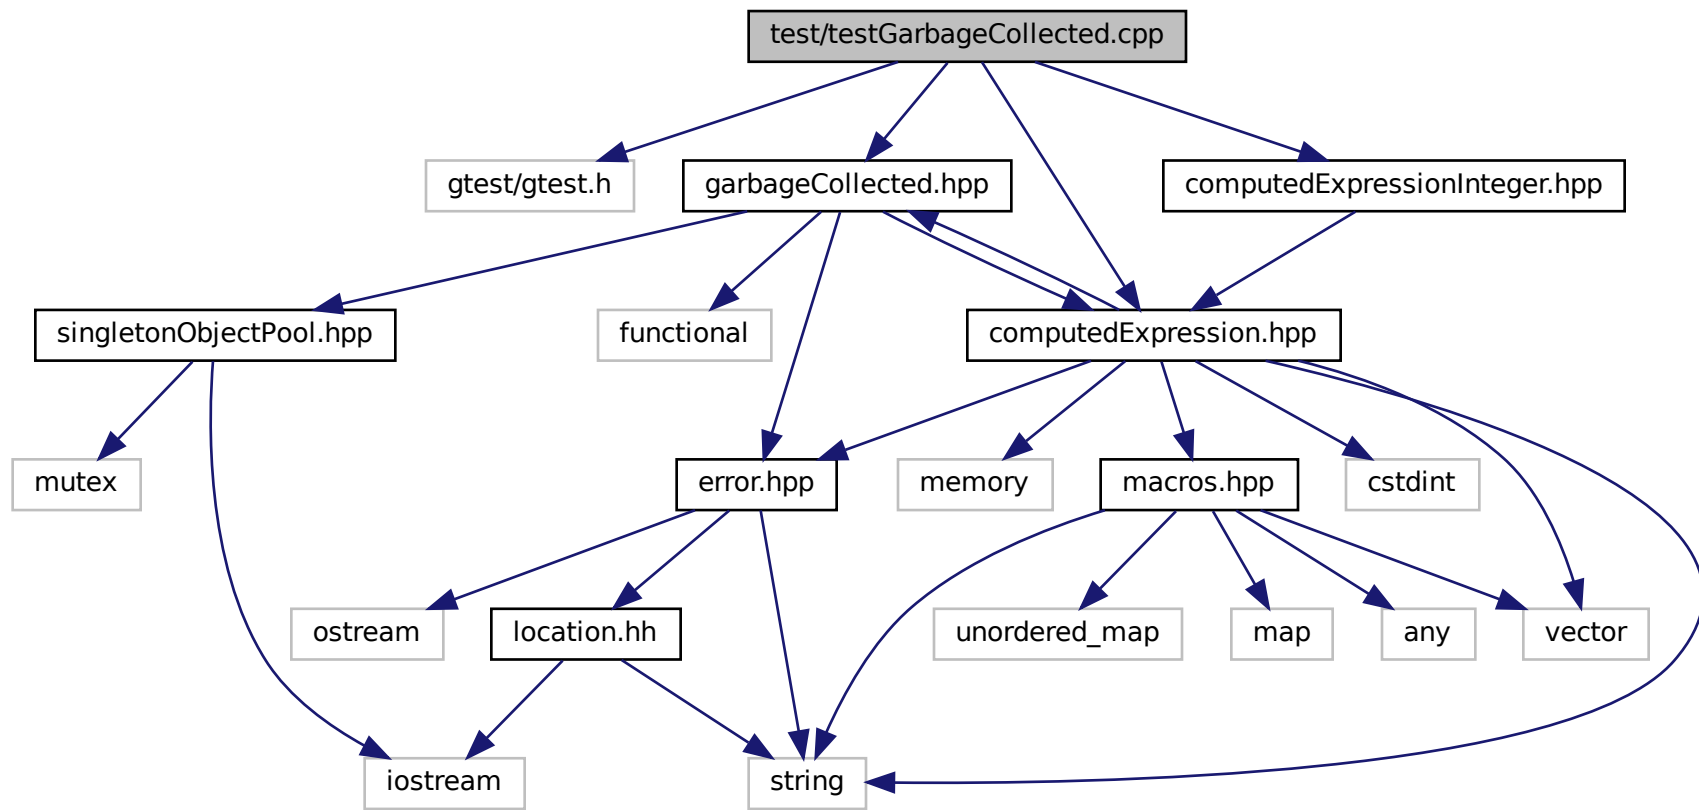 test/testGarbageCollected.cpp
gtest/gtest.h
garbageCollected.hpp
computedExpressionInteger.hpp
singletonObjectPool.hpp
functional
computedExpression.hpp
mutex
error.hpp
memory
macros.hpp
cstdint
ostream
location.hh
unordered_map
map
any
vector
iostream
string